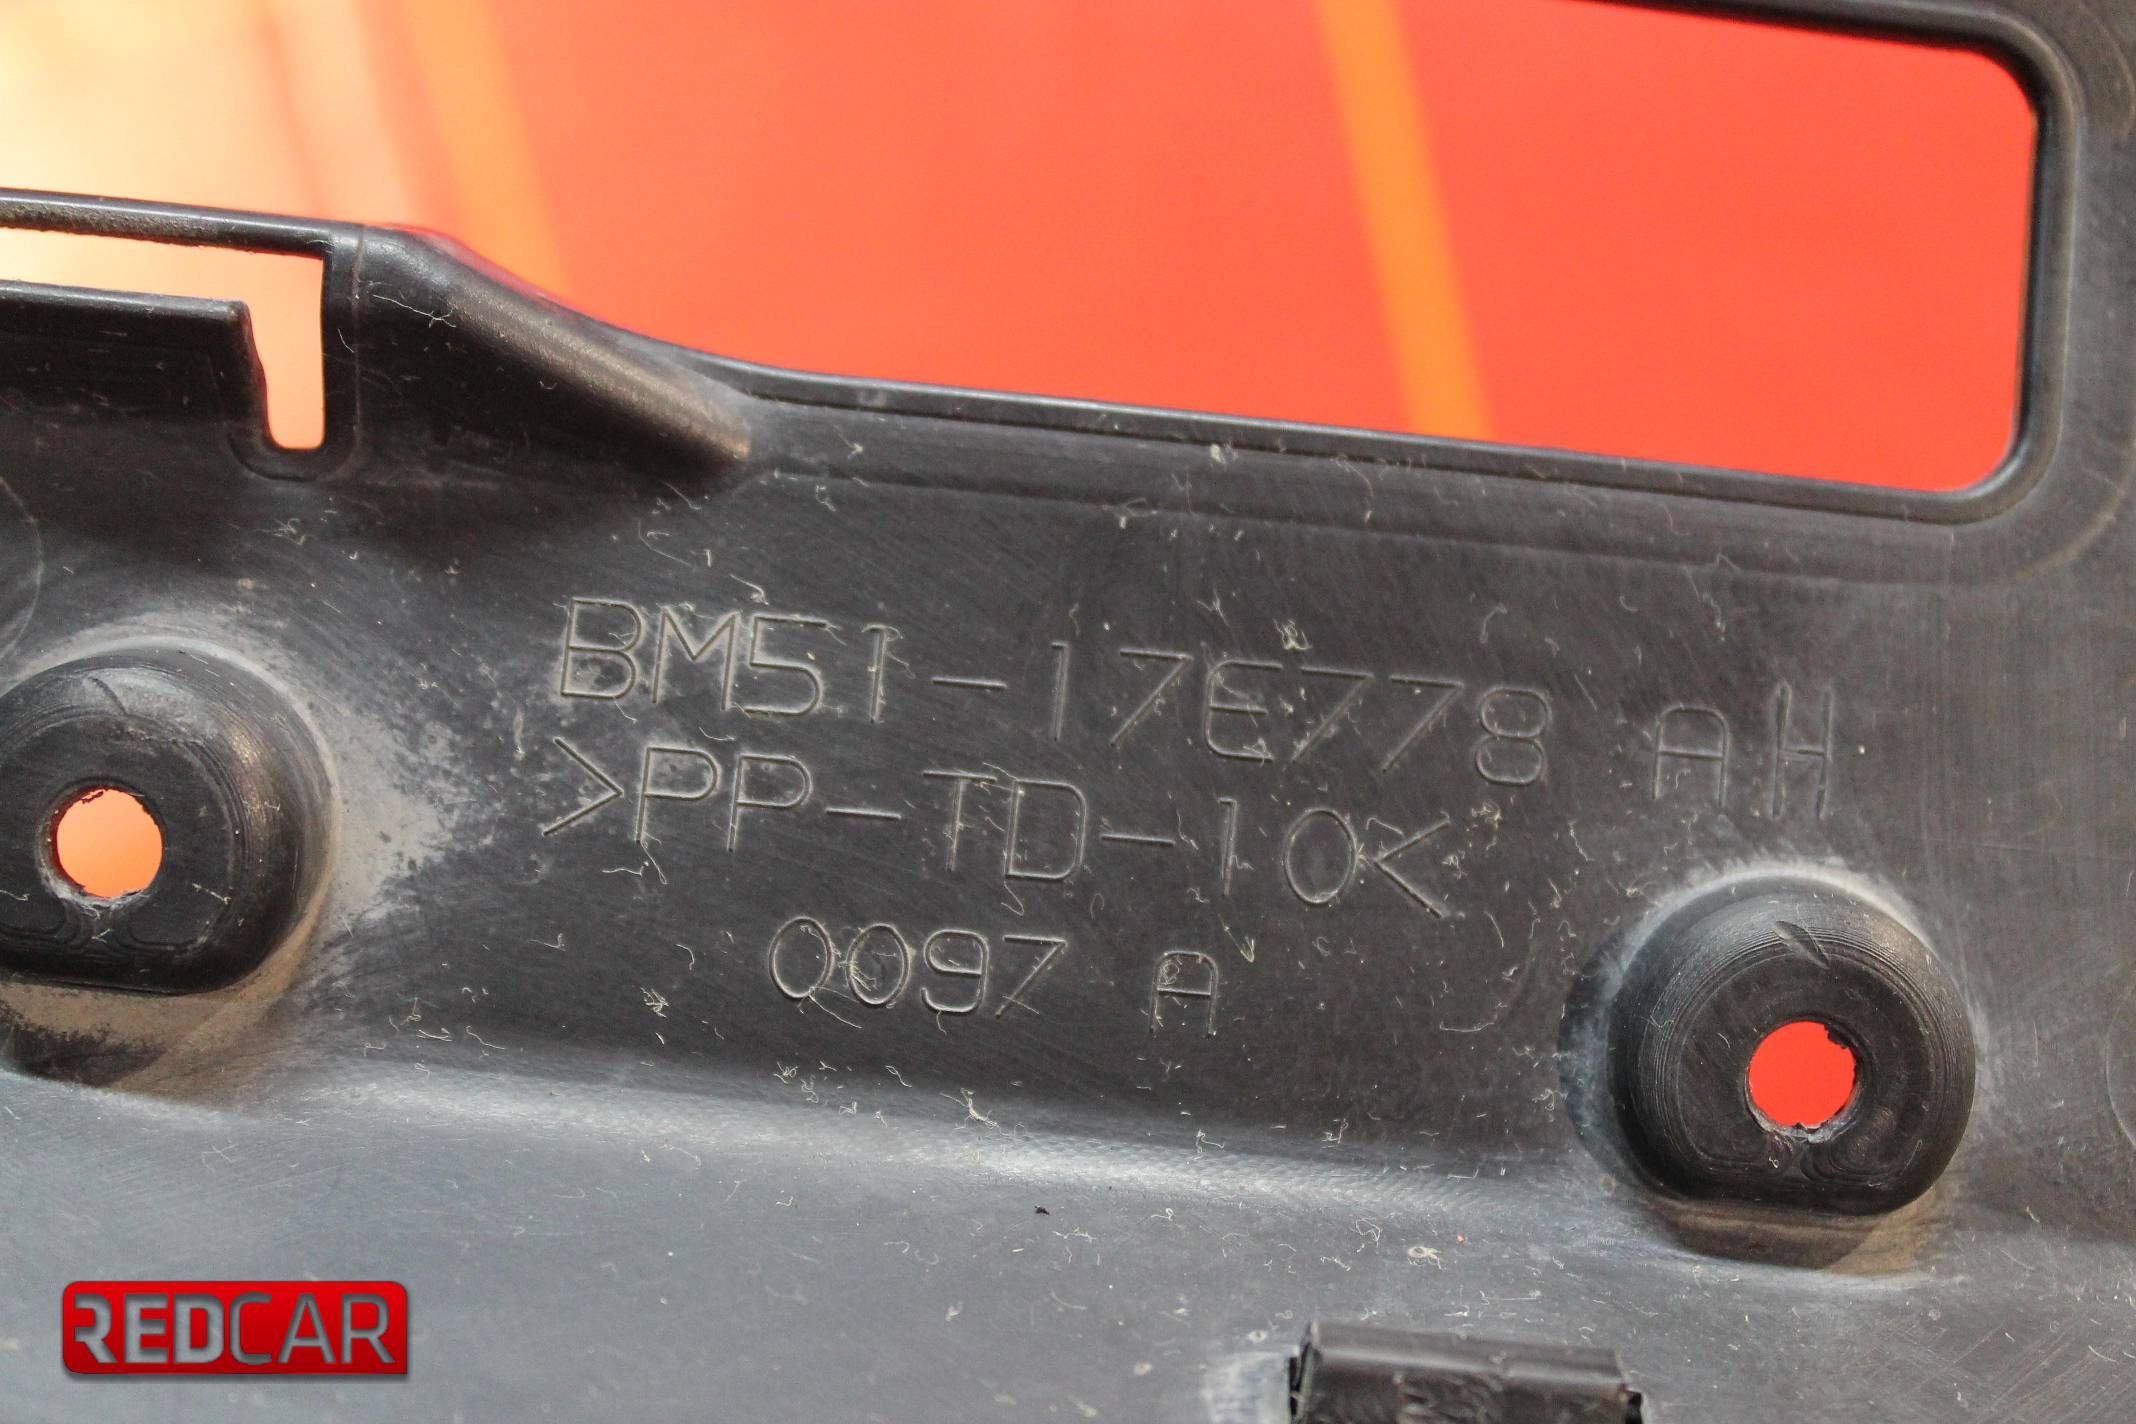 BM51-17E778 AH
>PP-TD-10<
0097 A
REDCAR